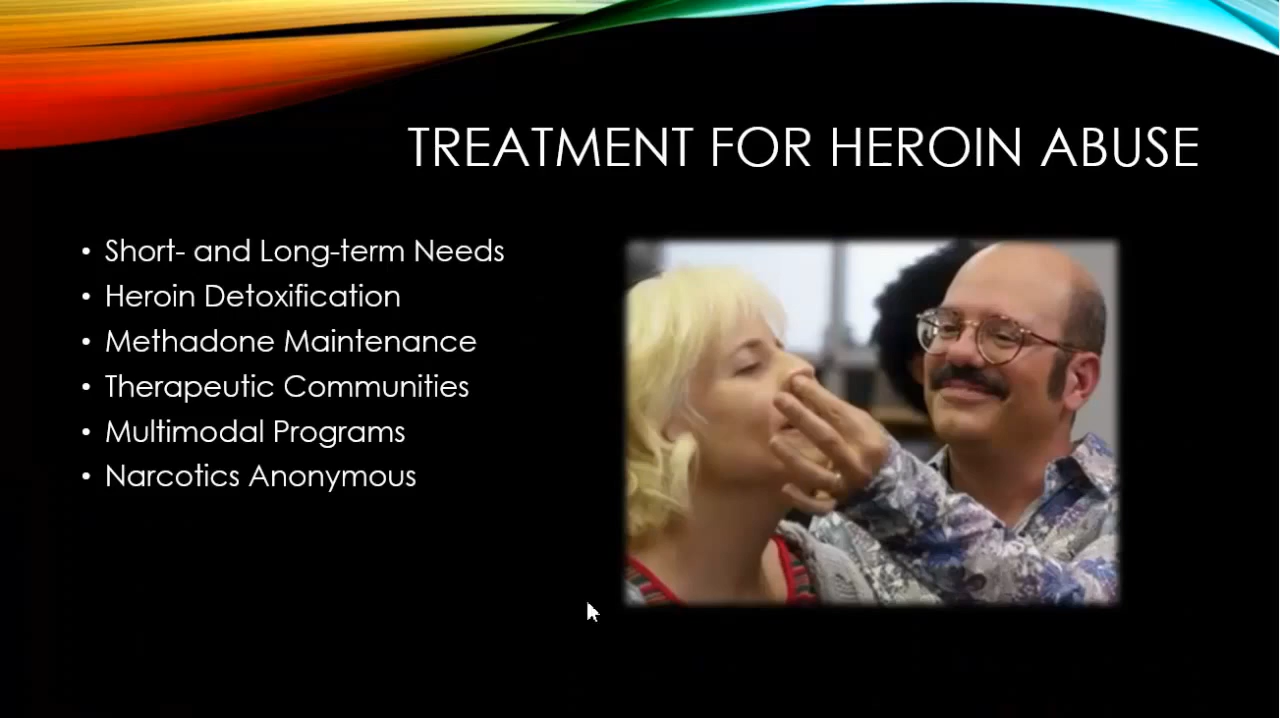 TREATMENT FOR HEROIN ABUSE
• Short- and Long-term Needs
• Heroin Detoxification
• Methadone Maintenance
• Therapeutic Communities
• Multimodal Programs
• Narcotics Anonymous